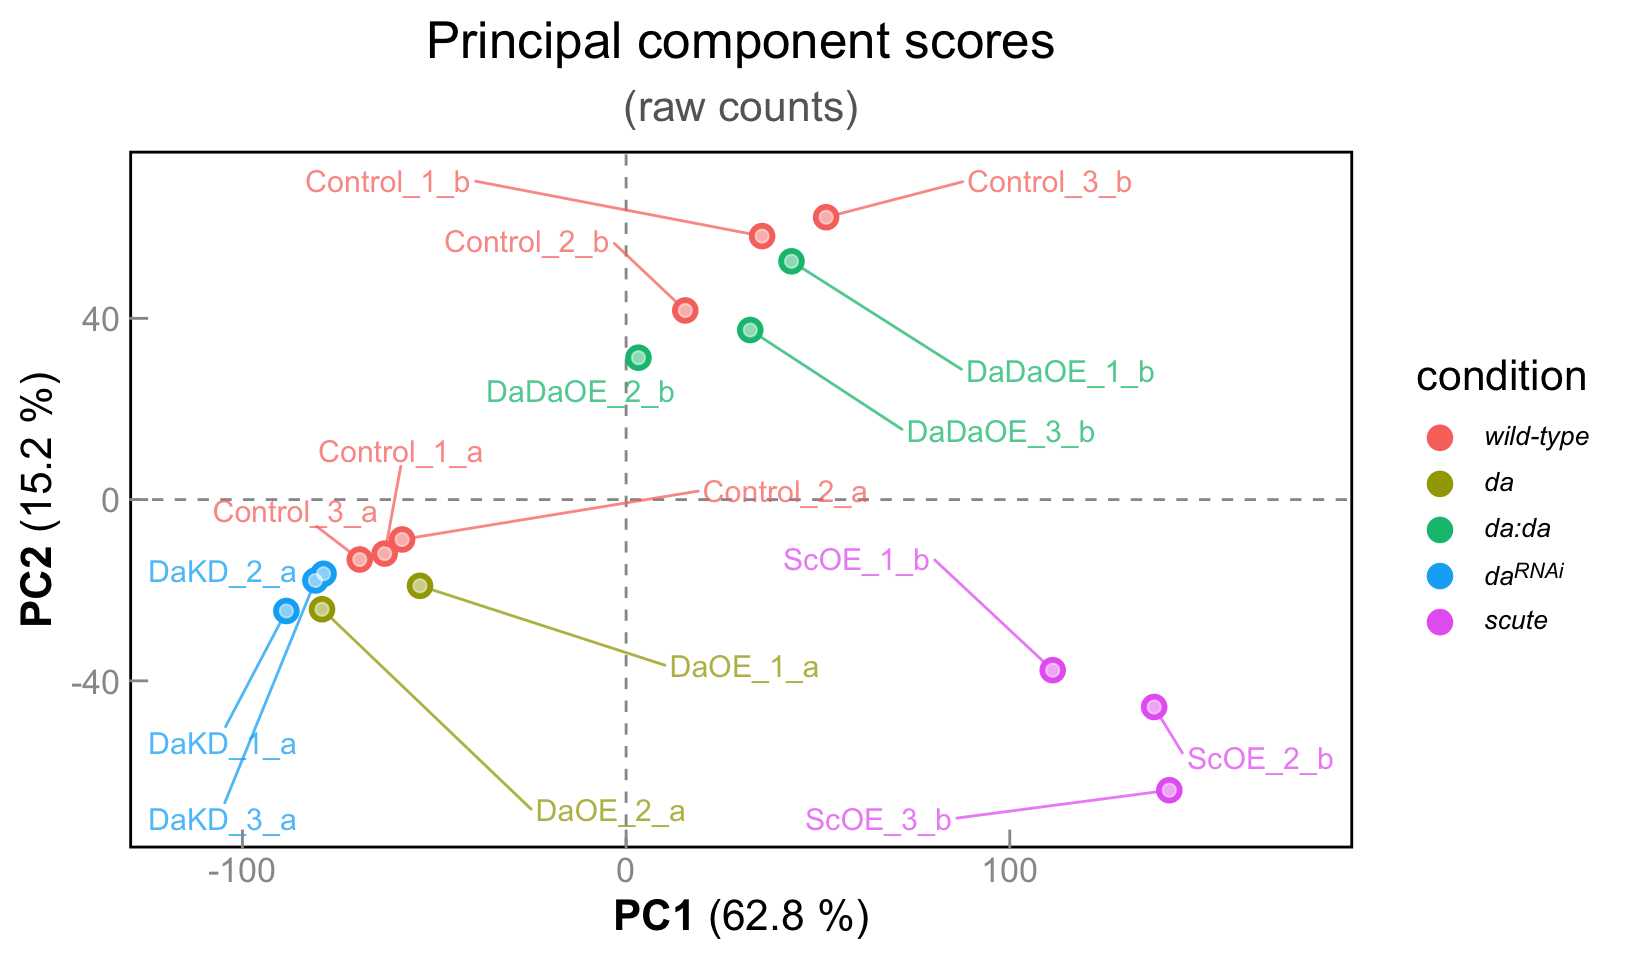 Principal component scores
(raw counts)
Control_1_b
Control_3_b
Control_2_b
40
DaDaOE_1_b
DaDaOE_2_b
DaDaOE_3_b
Control_1_a
Control_2_a
0
Control_3_a
ScOE_1_b
DaKD_2_a
DaOE_1_a
-40
DaKD_1_a
ScOE_2_b
DaOE_2_a
DaKD_3_a
ScOE_3_b
-100 0 100
PC1 (62.8 %)
PC2 (15.2 %)
condition
wild-type
da
da:da
daRNAi
scute